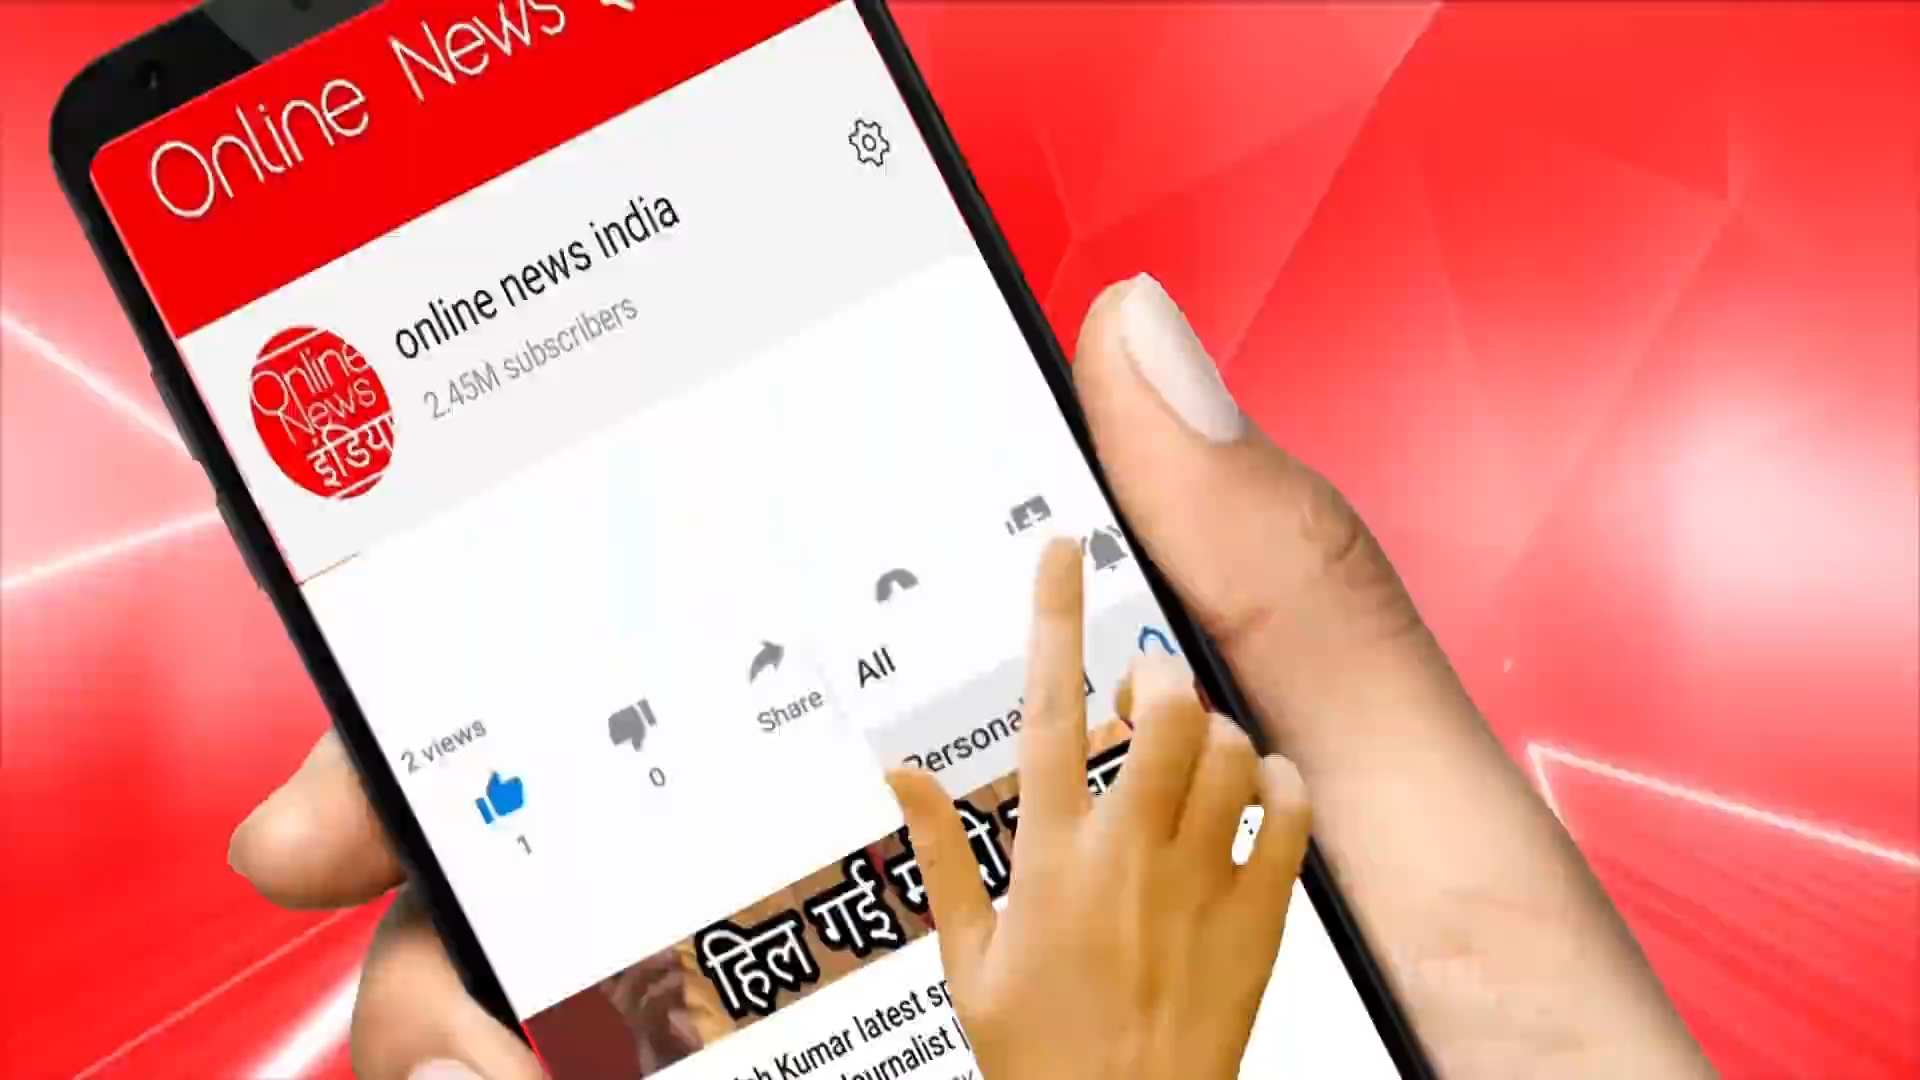 Online News
online news india
2.45M subscribers
Online
News
इंडिया
2 views
1
0
Share
All
हिल गई
Kumar latest